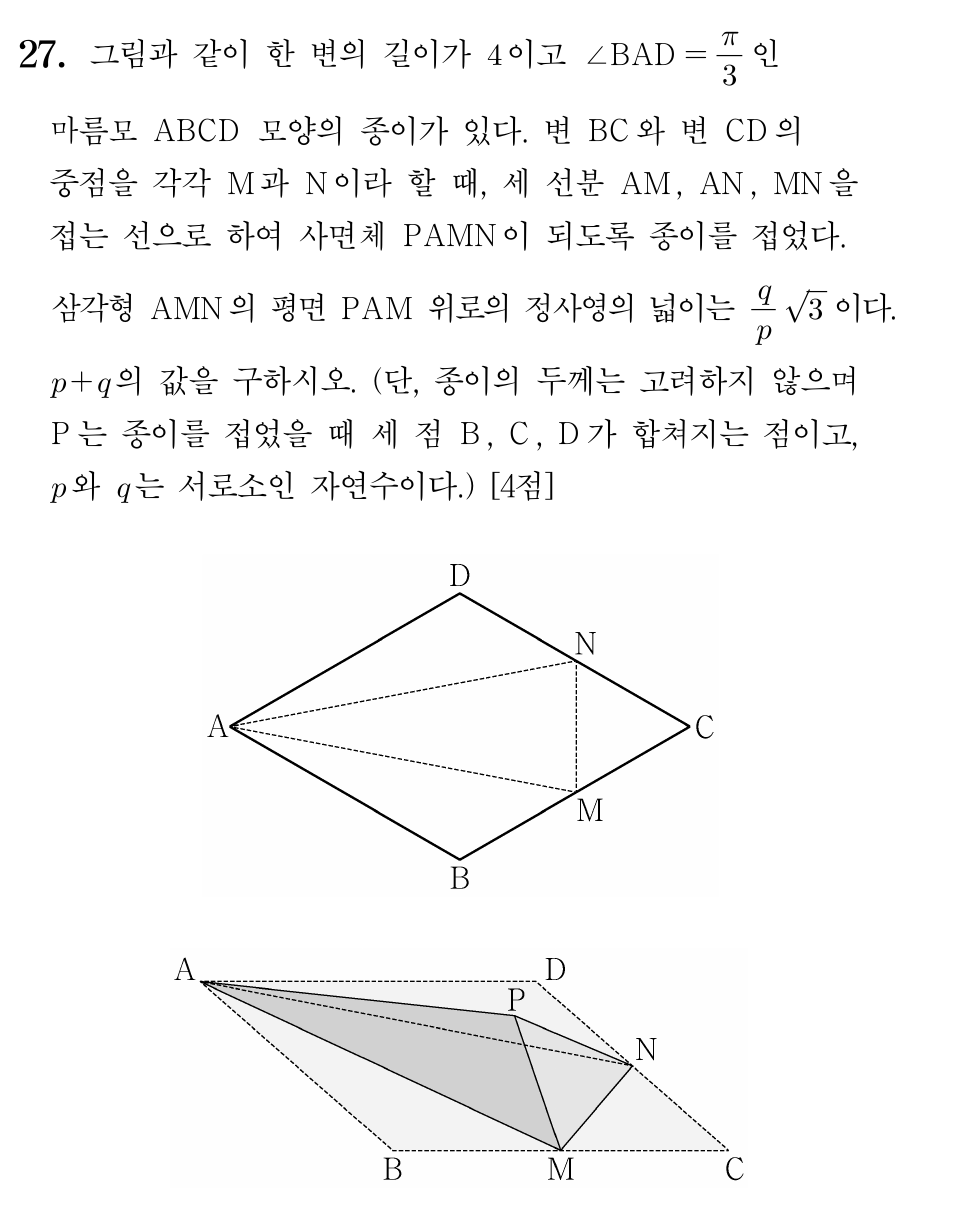 27. 그림과 같이 한 변의 길이가 4이고 ∠BAD = π/3 인
마름모 ABCD 모양의 종이가 있다. 변 BC와 변 CD의
중점을 각각 M과 N이라 할 때, 세 선분 AM, AN, MN을
접는 선으로 하여 사면체 PAMN이 되도록 종이를 접었다.
삼각형 AMN의 평면 PAM 위로의 정사영의 넓이는 q/p √3 이다.
p+q의 값을 구하시오. (단, 종이의 두께는 고려하지 않으며
P는 종이를 접었을 때 세 점 B, C, D가 합쳐지는 점이고,
p와 q는 서로소인 자연수이다.) [4점]
D
N
A
C
M
B
A
D
P
N
B
M
C